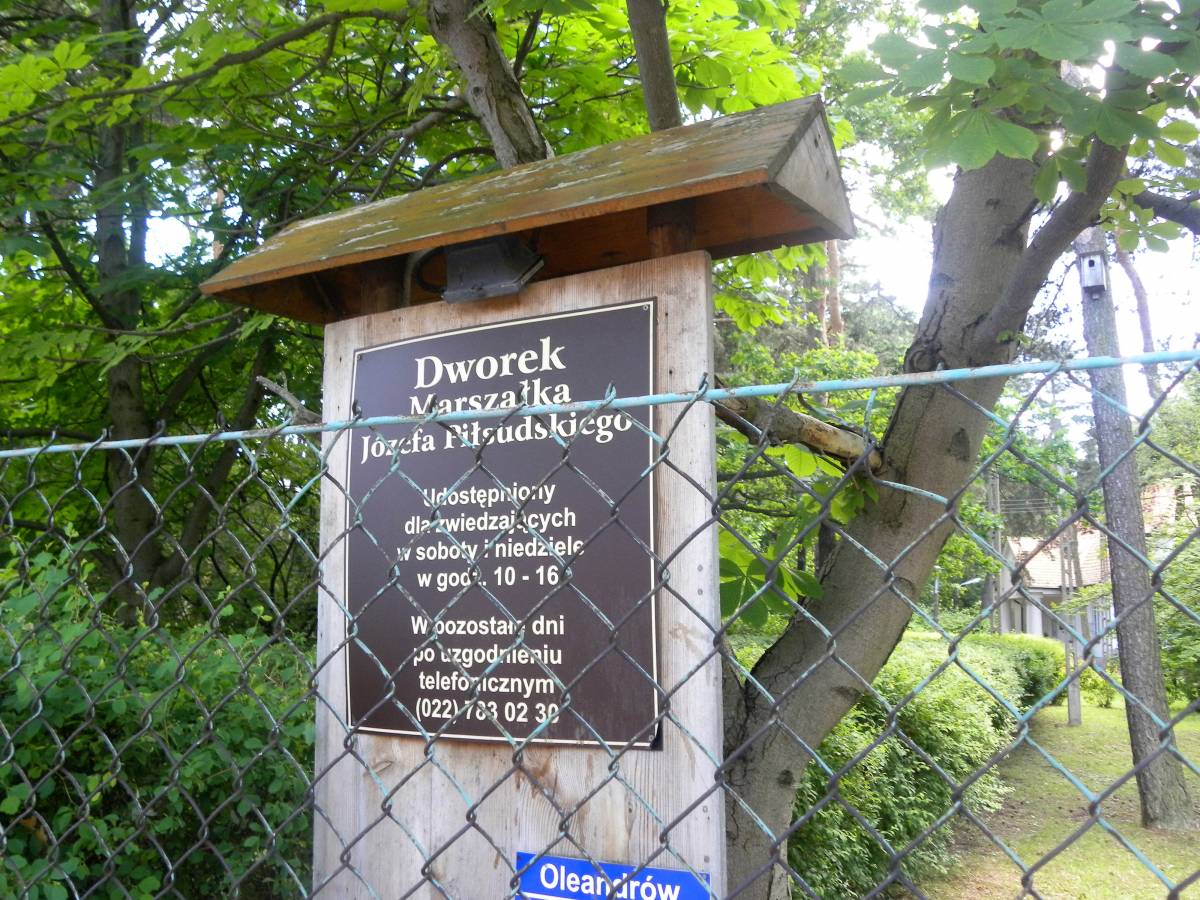 Dworek
Marszałka
Józefa Piłsudskiego
Udostępniony
dla zwiedzających
w soboty i niedziele
w godz. 10 - 16
W pozostałe dni
po uzgodnieniu
telefonicznym
(022) 783 02 30
Oleandrów